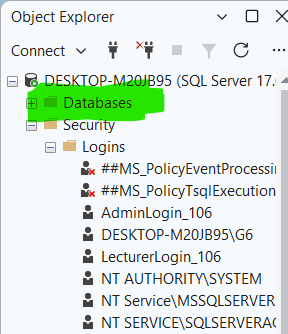 Object Explorer
Connect
DESKTOP-M20JB95 (SQL Server 17.
Databases
Security
Logins
##MS_PolicyEventProcessin
##MS_PolicyTsqlExecution
AdminLogin_106
DESKTOP-M20JB95\G6
LecturerLogin_106
NT AUTHORITY\SYSTEM
NT Service\MSSQLSERVER
NT SERVICE\SQLSERVERAG